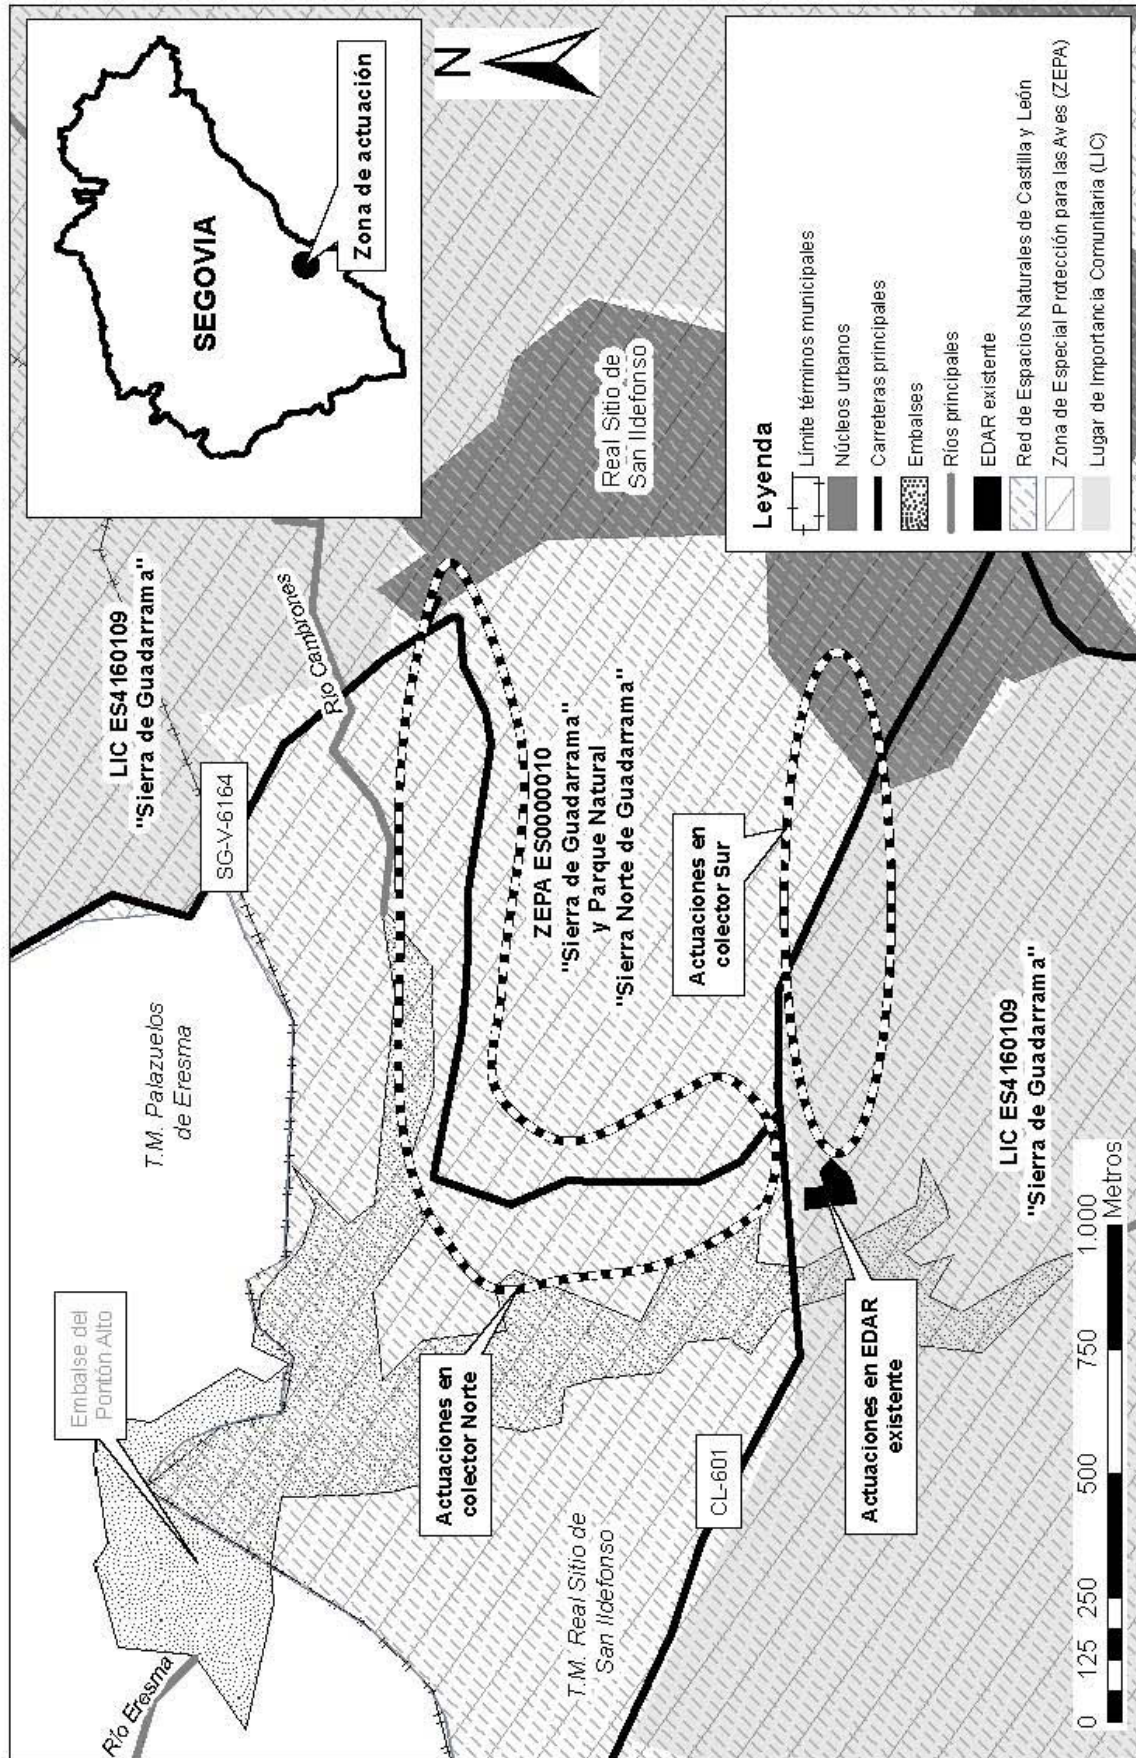 Embalse del
Pontón Alto
Río Eresma
T.M. Palazuelos
de Eresma
SG-V-6164
LIC ES4160109
"Sierra de Guadarrama"
Río Cambrones
SEGOVIA
Zona de actuación
N
Actuaciones en
colector Norte
ZEPA ES0000010
"Sierra de Guadarrama"
y Parque Natural
"Sierra Norte de Guadarrama"
Real Sitio de
San Ildefonso
T.M. Real Sitio de
San Ildefonso
CL-601
Actuaciones en
colector Sur
Actuaciones en EDAR
existente
LIC ES4160109
"Sierra de Guadarrama"
0 125 250 500 750 1.000
Metros
Leyenda
Límite términos municipales
Núcleos urbanos
Carreteras principales
Embalses
Ríos principales
EDAR existente
Red de Espacios Naturales de Castilla y León
Zona de Especial Protección para las Aves (ZEPA)
Lugar de Importancia Comunitaria (LIC)